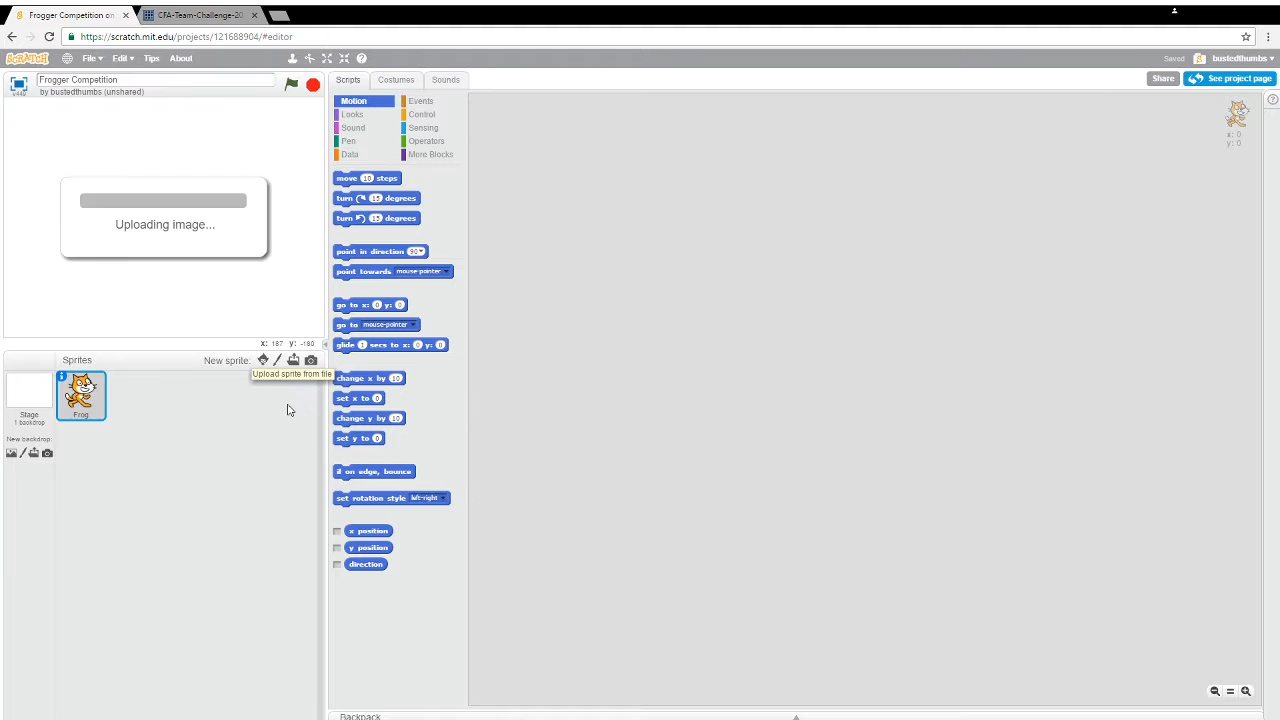 Frogger Competition on
CFA-Team-Challenge-20
https://scratch.mit.edu/projects/121688904/#editor
SCRATCH
File
Edit
Tips
About
Saved
bustedthumbs
v442
Frogger Competition
by bustedthumbs (unshared)
Scripts
Costumes
Sounds
Share
See project page
Motion
Events
Looks
Control
Sound
Sensing
Pen
Operators
Data
More Blocks
x: 0
y: 0
Uploading image...
move 10 steps
turn 15 degrees
turn 15 degrees
point in direction 90
point towards mouse-pointer
go to x: 0 y: 0
go to mouse-pointer
glide 1 secs to x: 0 y: 0
change x by 10
set x to 0
change y by 10
set y to 0
if on edge, bounce
set rotation style left-right
x position
y position
direction
x: 187 y: -180
Sprites
New sprite:
Upload sprite from file
Stage
1 backdrop
Frog
New backdrop:
Backpack